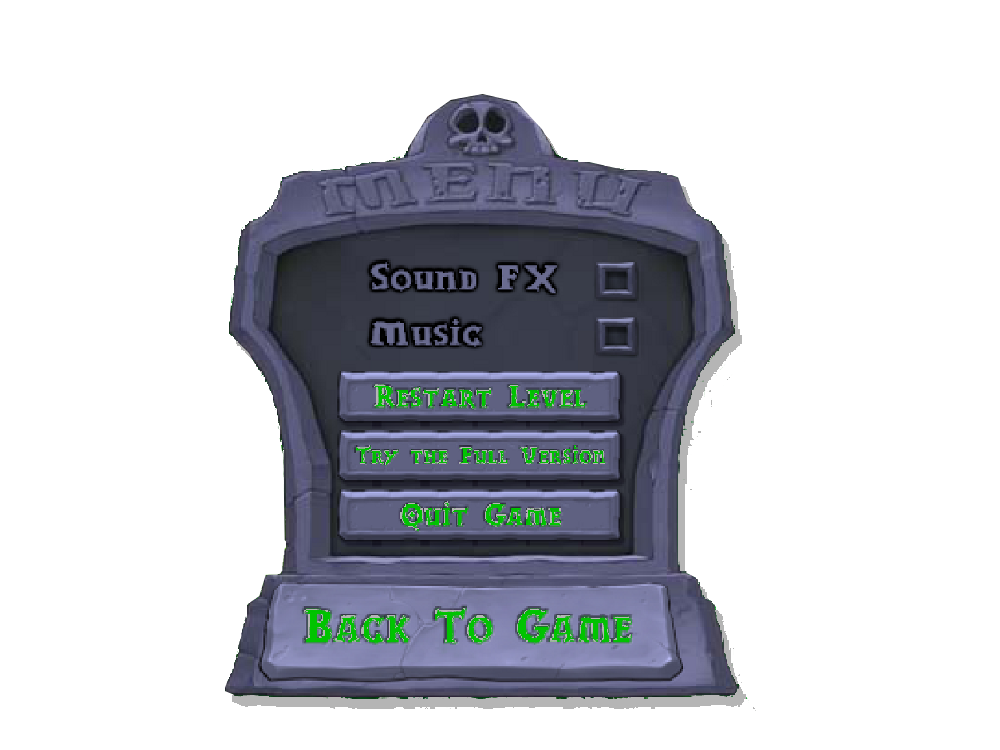 MENU
Sound FX
Music
Restart Level
Try the Full Version
Quit Game
Back To Game